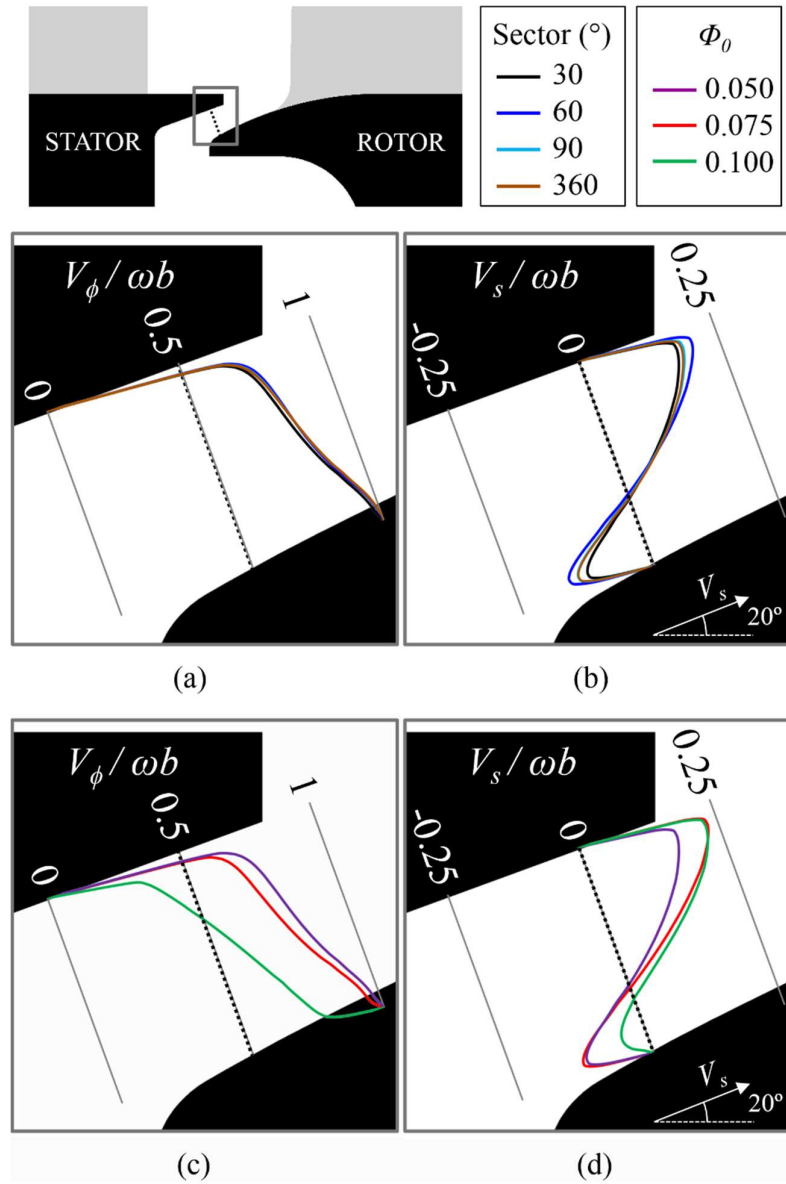 STATOR
ROTOR
Sector (°)
30
60
90
360
Φ0
0.050
0.075
0.100
Vϕ / ωb
0
0.5
1
(a)
Vs / ωb
-0.25
0
0.25
Vs
20º
(b)
Vϕ / ωb
0
0.5
1
(c)
Vs / ωb
-0.25
0
0.25
Vs
20º
(d)